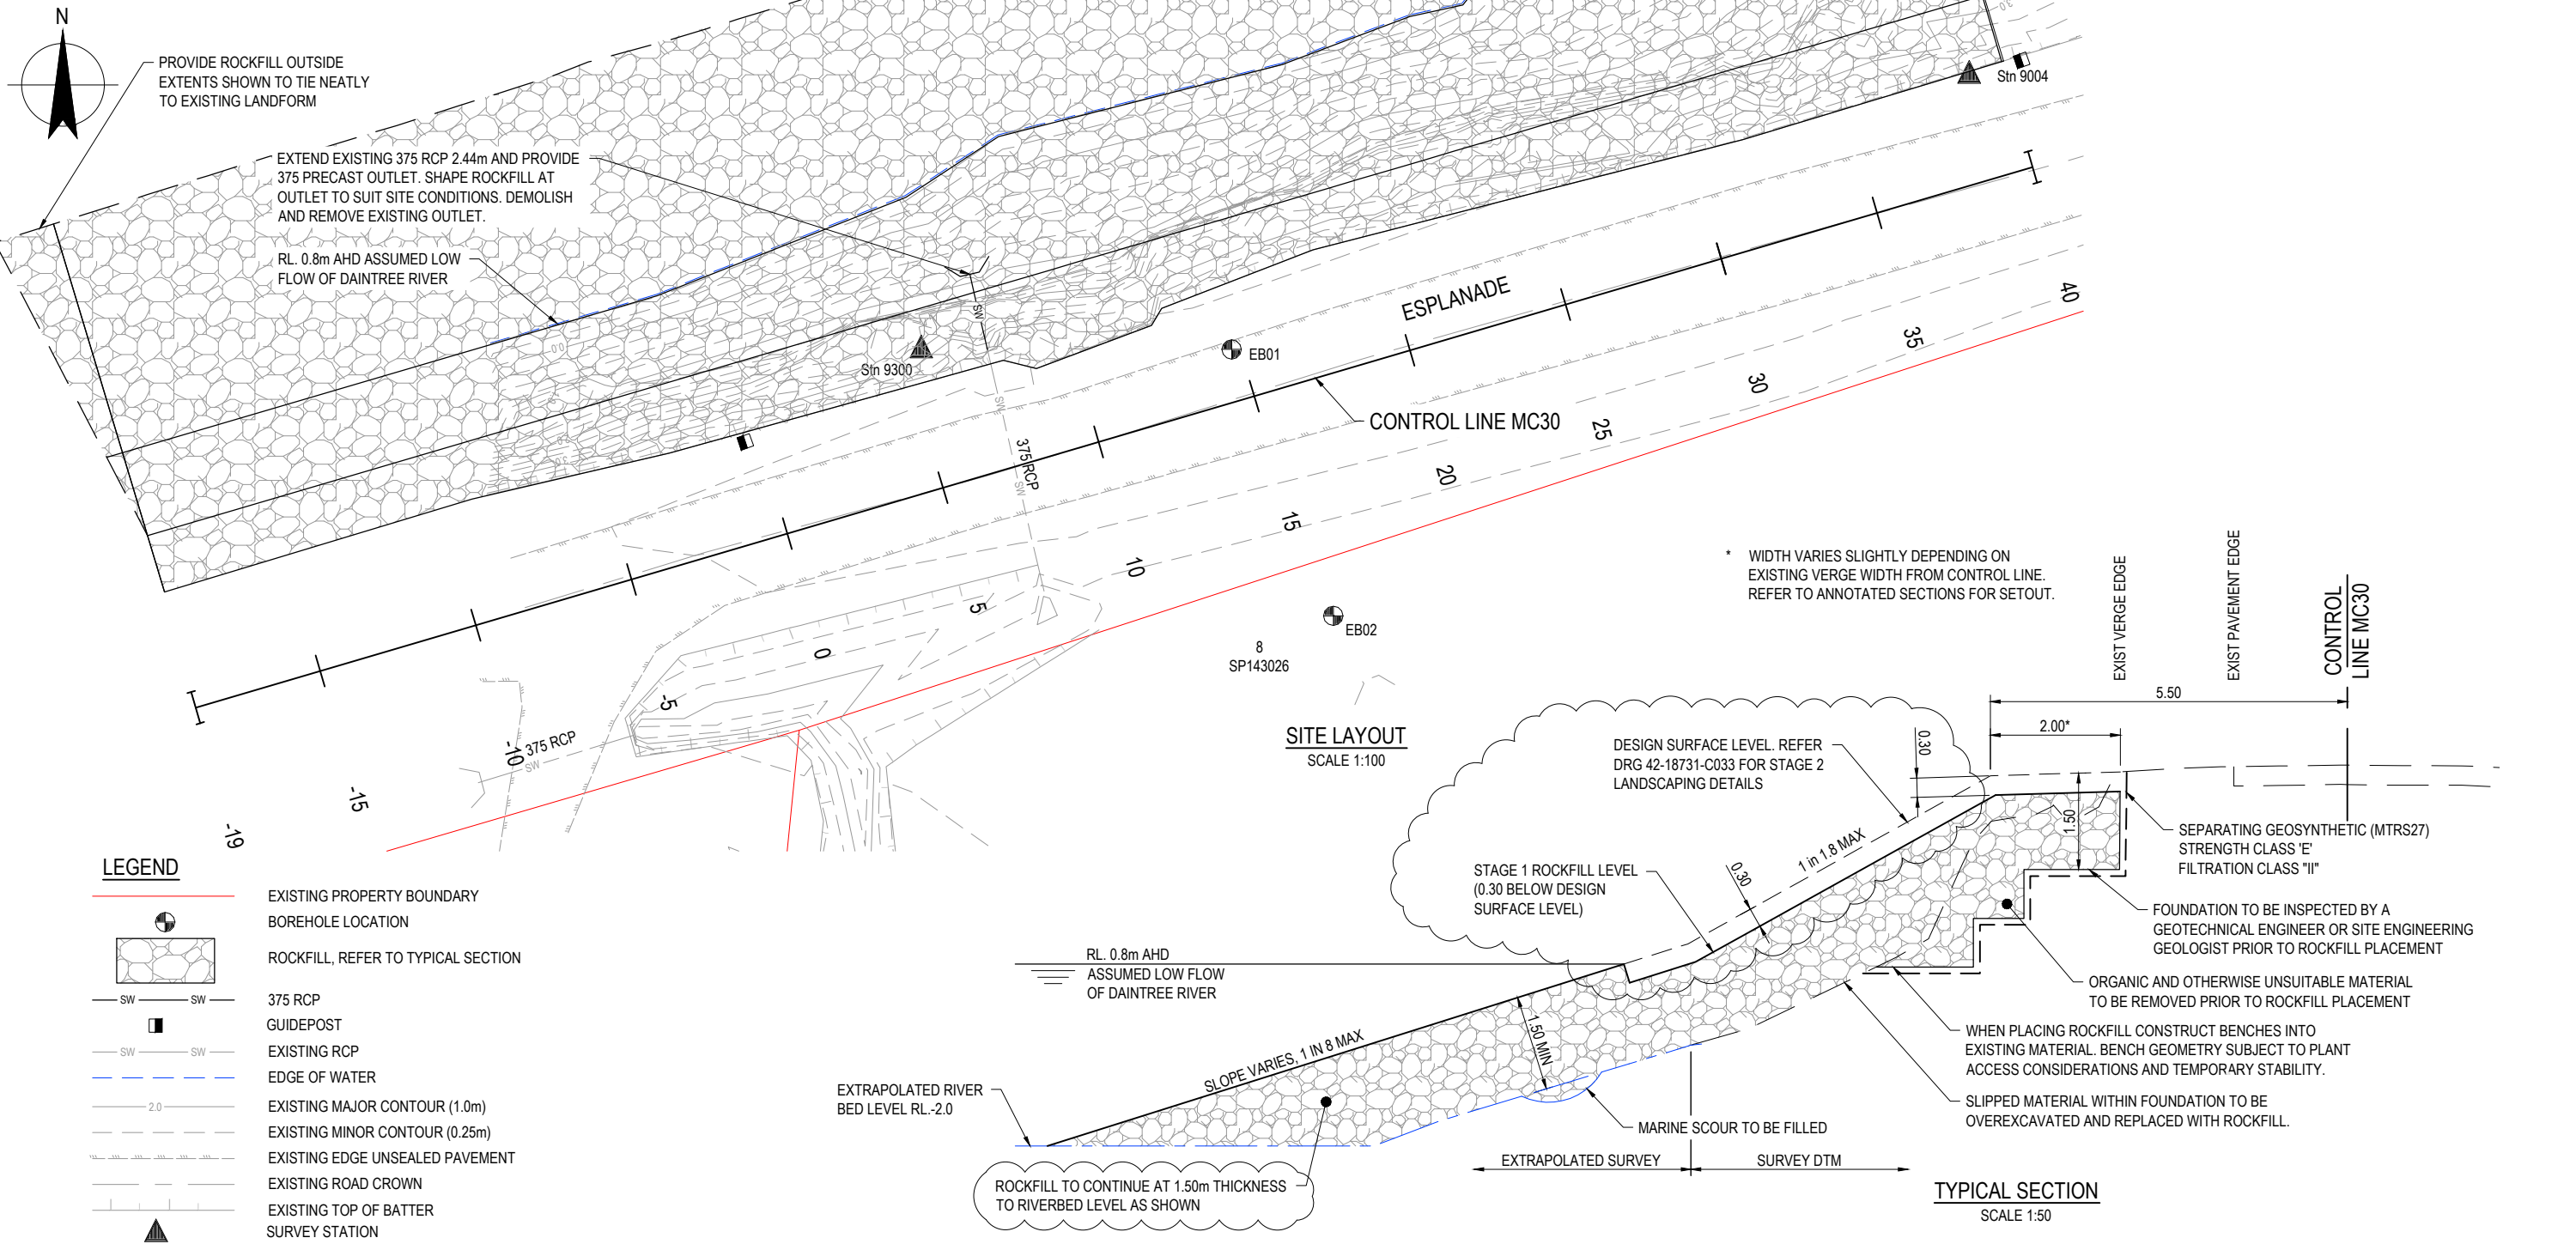 N
PROVIDE ROCKFILL OUTSIDE
EXTENTS SHOWN TO TIE NEATLY
TO EXISTING LANDFORM
EXTEND EXISTING 375 RCP 2.44m AND PROVIDE
375 PRECAST OUTLET. SHAPE ROCKFILL AT
OUTLET TO SUIT SITE CONDITIONS. DEMOLISH
AND REMOVE EXISTING OUTLET.
RL. 0.8m AHD ASSUMED LOW
FLOW OF DAINTREE RIVER
3.0
Stn 9004
SW
Stn 9300
0.0
3.0
EB01
ESPLANADE
CONTROL LINE MC30
SW
375 RCP
SW
40
35
30
25
20
15
10
5
0
-5
-10
-15
-19
375 RCP
SW
EB02
8
SP143026
SITE LAYOUT
SCALE 1:100
* WIDTH VARIES SLIGHTLY DEPENDING ON
EXISTING VERGE WIDTH FROM CONTROL LINE.
REFER TO ANNOTATED SECTIONS FOR SETOUT.
EXIST VERGE EDGE
EXIST PAVEMENT EDGE
CONTROL
LINE MC30
5.50
2.00*
0.30
1.50
DESIGN SURFACE LEVEL. REFER
DRG 42-18731-C033 FOR STAGE 2
LANDSCAPING DETAILS
1 in 1.8 MAX
0.30
STAGE 1 ROCKFILL LEVEL
(0.30 BELOW DESIGN
SURFACE LEVEL)
SEPARATING GEOSYNTHETIC (MTRS27)
STRENGTH CLASS 'E'
FILTRATION CLASS "II"
FOUNDATION TO BE INSPECTED BY A
GEOTECHNICAL ENGINEER OR SITE ENGINEERING
GEOLOGIST PRIOR TO ROCKFILL PLACEMENT
ORGANIC AND OTHERWISE UNSUITABLE MATERIAL
TO BE REMOVED PRIOR TO ROCKFILL PLACEMENT
WHEN PLACING ROCKFILL CONSTRUCT BENCHES INTO
EXISTING MATERIAL. BENCH GEOMETRY SUBJECT TO PLANT
ACCESS CONSIDERATIONS AND TEMPORARY STABILITY.
SLIPPED MATERIAL WITHIN FOUNDATION TO BE
OVEREXCAVATED AND REPLACED WITH ROCKFILL.
RL. 0.8m AHD
ASSUMED LOW FLOW
OF DAINTREE RIVER
1.50 MIN
SLOPE VARIES, 1 IN 8 MAX
EXTRAPOLATED RIVER
BED LEVEL RL.-2.0
MARINE SCOUR TO BE FILLED
EXTRAPOLATED SURVEY
SURVEY DTM
ROCKFILL TO CONTINUE AT 1.50m THICKNESS
TO RIVERBED LEVEL AS SHOWN
TYPICAL SECTION
SCALE 1:50
LEGEND
EXISTING PROPERTY BOUNDARY
BOREHOLE LOCATION
ROCKFILL, REFER TO TYPICAL SECTION
SW SW 375 RCP
GUIDEPOST
SW SW EXISTING RCP
EDGE OF WATER
2.0 EXISTING MAJOR CONTOUR (1.0m)
EXISTING MINOR CONTOUR (0.25m)
EXISTING EDGE UNSEALED PAVEMENT
EXISTING ROAD CROWN
EXISTING TOP OF BATTER
SURVEY STATION